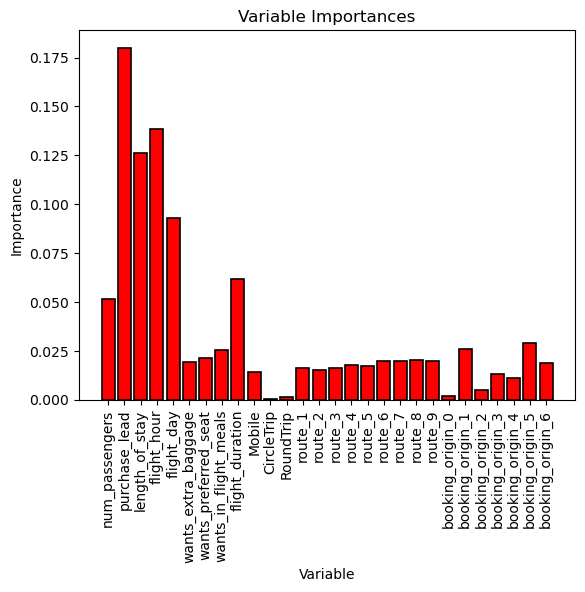 Variable Importances
0.175
0.150
0.125
0.100
0.075
0.050
0.025
0.000
Importance
num_passengers
purchase_lead
length_of_stay
flight_hour
flight_day
wants_extra_baggage
wants_preferred_seat
wants_in_flight_meals
flight_duration
Mobile
CircleTrip
RoundTrip
route_1
route_2
route_3
route_4
route_5
route_6
route_7
route_8
route_9
booking_origin_0
booking_origin_1
booking_origin_2
booking_origin_3
booking_origin_4
booking_origin_5
booking_origin_6
Variable